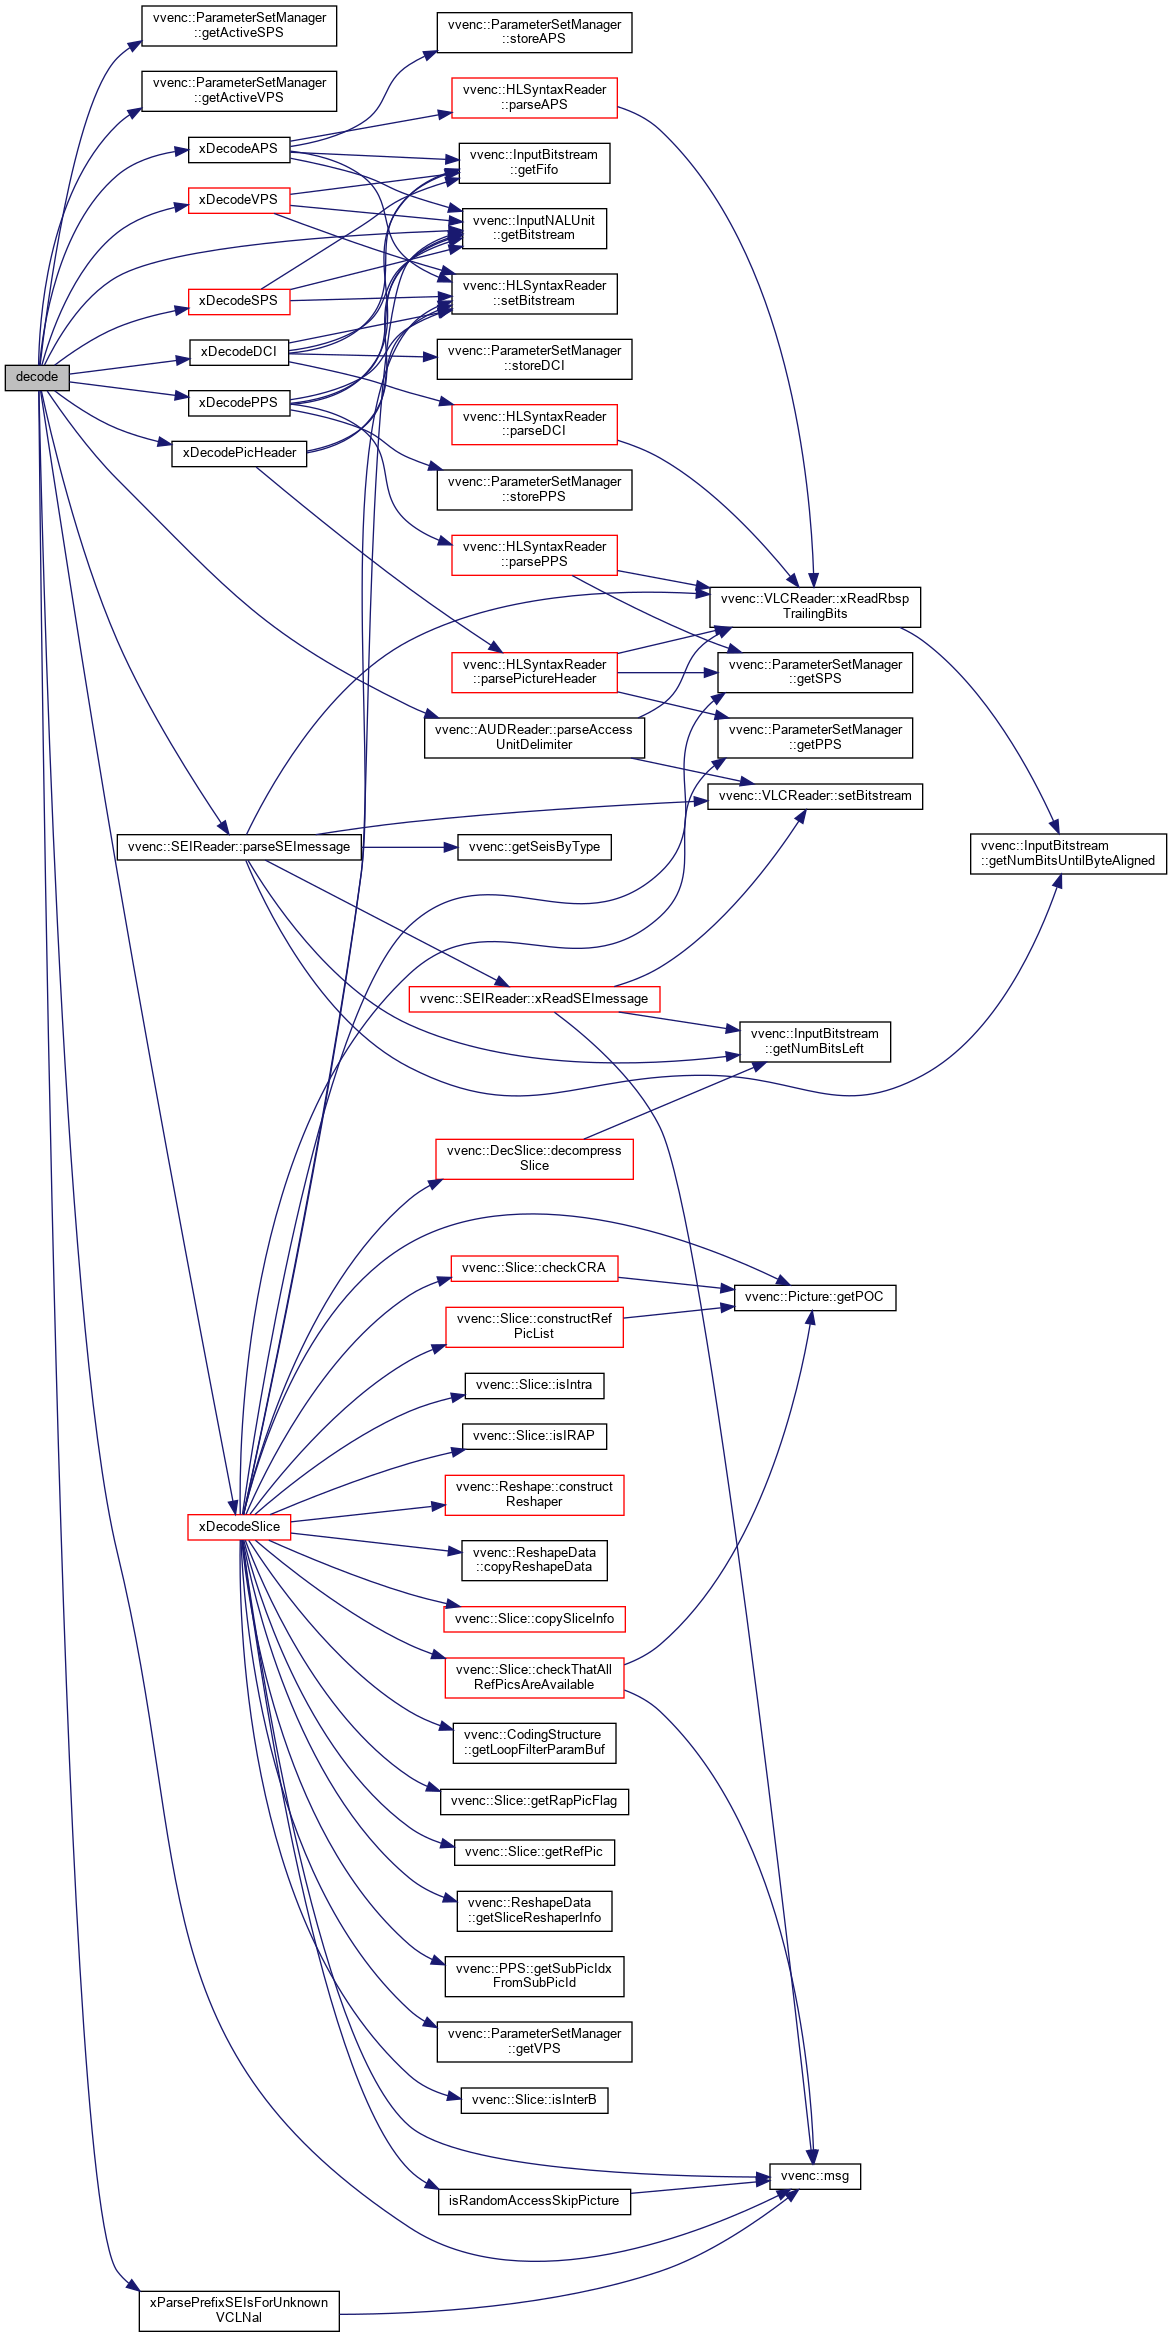 vvenc::ParameterSetManager
::getActiveSPS
vvenc::ParameterSetManager
::getActiveVPS
xDecodeAPS
xDecodeVPS
xDecodeSPS
decode
xDecodeDCI
xDecodePPS
xDecodePicHeader
vvenc::SEIReader::parseSEImessage
xDecodeSlice
xParsePrefixSEIsForUnknown
VCLNal
vvenc::ParameterSetManager
::storeAPS
vvenc::HLSyntaxReader
::parseAPS
vvenc::InputBitstream
::getFifo
vvenc::InputNALUnit
::getBitstream
vvenc::HLSyntaxReader
::setBitstream
vvenc::ParameterSetManager
::storeDCI
vvenc::HLSyntaxReader
::parseDCI
vvenc::ParameterSetManager
::storePPS
vvenc::HLSyntaxReader
::parsePPS
vvenc::HLSyntaxReader
::parsePictureHeader
vvenc::AUDReader::parseAccess
UnitDelimiter
vvenc::getSeisByType
vvenc::SEIReader::xReadSEImessage
vvenc::DecSlice::decompress
Slice
vvenc::Slice::checkCRA
vvenc::Slice::constructRef
PicList
vvenc::Slice::isIntra
vvenc::Slice::isIRAP
vvenc::Reshape::construct
Reshaper
vvenc::ReshapeData
::copyReshapeData
vvenc::Slice::copySliceInfo
vvenc::Slice::checkThatAll
RefPicsAreAvailable
vvenc::CodingStructure
::getLoopFilterParamBuf
vvenc::Slice::getRapPicFlag
vvenc::Slice::getRefPic
vvenc::ReshapeData
::getSliceReshaperInfo
vvenc::PPS::getSubPicIdx
FromSubPicId
vvenc::ParameterSetManager
::getVPS
vvenc::Slice::isInterB
isRandomAccessSkipPicture
vvenc::VLCReader::xReadRbsp
TrailingBits
vvenc::ParameterSetManager
::getSPS
vvenc::ParameterSetManager
::getPPS
vvenc::VLCReader::setBitstream
vvenc::InputBitstream
::getNumBitsLeft
vvenc::Picture::getPOC
vvenc::msg
vvenc::InputBitstream
::getNumBitsUntilByteAligned